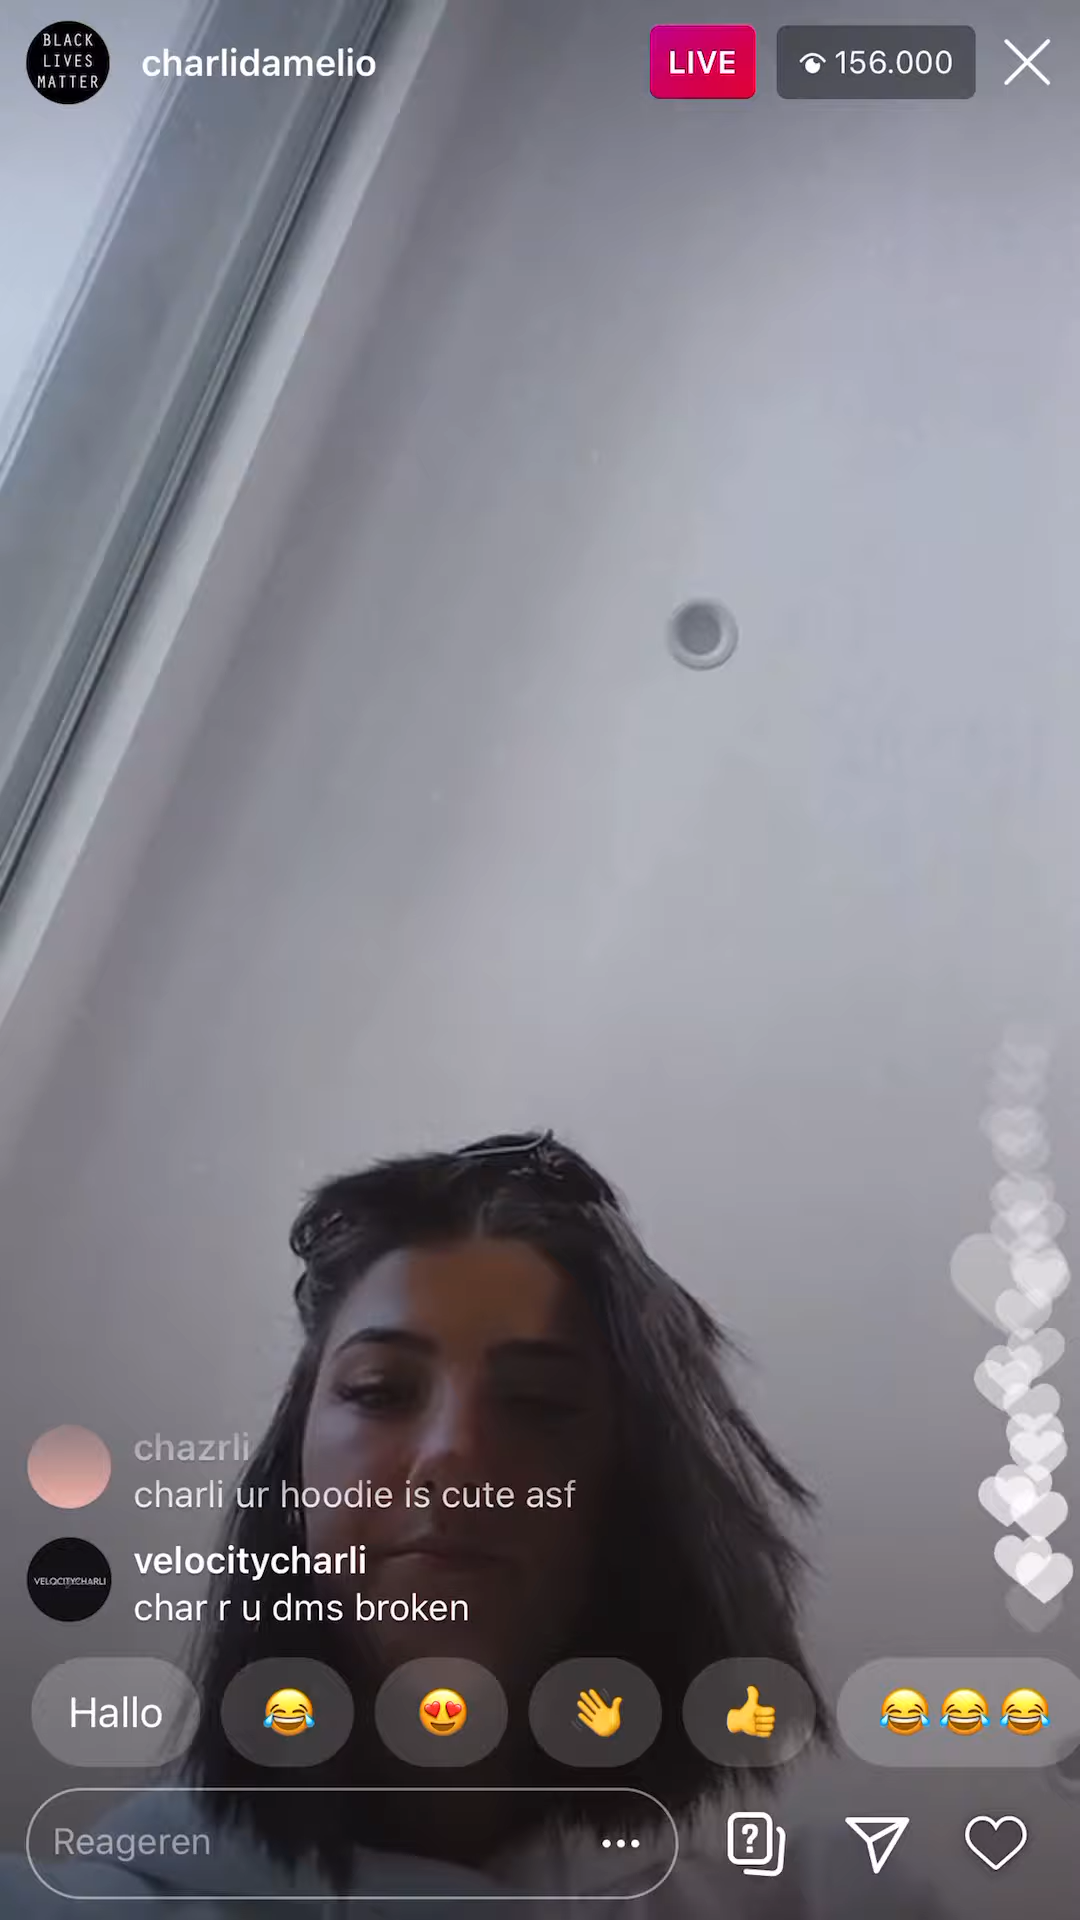 BLACK
LIVES
MATTER
charlidamelio
LIVE
156.000
chazrli
charli ur hoodie is cute asf
VELOCITYCHARLI
velocitycharli
char r u dms broken
Hallo
Reageren